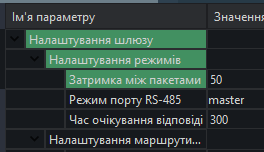 Ім'я параметру Значення
Налаштування шлюзу
Налаштування режимів
Затримка між пакетами 50
Режим порту RS-485 master
Час очікування відповіді 300
Налаштування маршрути...